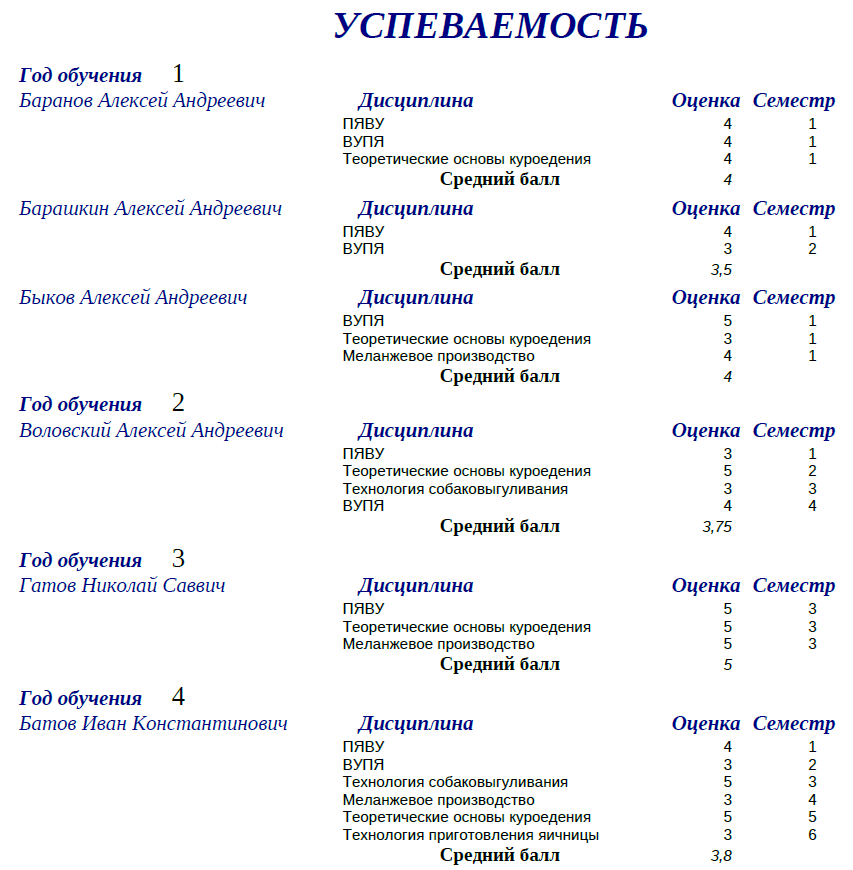 УСПЕВАЕМОСТЬ
Год обучения 1
Баранов Алексей Андреевич Дисциплина Оценка Семестр
ПЯВУ 4 1
ВУПЯ 4 1
Теоретические основы куроедения 4 1
Средний балл 4
Барашкин Алексей Андреевич Дисциплина Оценка Семестр
ПЯВУ 4 1
ВУПЯ 3 2
Средний балл 3,5
Быков Алексей Андреевич Дисциплина Оценка Семестр
ВУПЯ 5 1
Теоретические основы куроедения 3 1
Меланжевое производство 4 1
Средний балл 4
Год обучения 2
Воловский Алексей Андреевич Дисциплина Оценка Семестр
ПЯВУ 3 1
Теоретические основы куроедения 5 2
Технология собаковыгуливания 3 3
ВУПЯ 4 4
Средний балл 3,75
Год обучения 3
Гатов Николай Саввич Дисциплина Оценка Семестр
ПЯВУ 5 3
Теоретические основы куроедения 5 3
Меланжевое производство 5 3
Средний балл 5
Год обучения 4
Батов Иван Константинович Дисциплина Оценка Семестр
ПЯВУ 4 1
ВУПЯ 3 2
Технология собаковыгуливания 5 3
Меланжевое производство 3 4
Теоретические основы куроедения 5 5
Технология приготовления яичницы 3 6
Средний балл 3,8